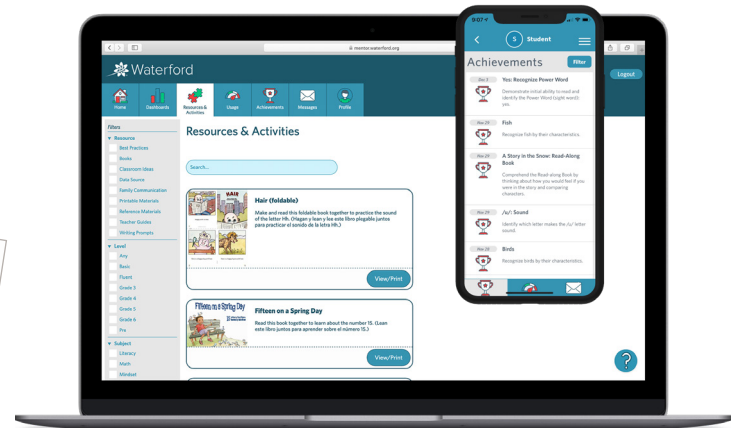 mentor.waterford.org
Waterford
Logout
Home
Dashboards
Resources &
Activities
Usage
Achievements
Messages
Profile
Filters
Resource
Best Practices
Books
Classroom Ideas
Data Source
Family Communication
Printable Materials
Reference Materials
Teacher Guides
Writing Prompts
Level
Any
Basic
Fluent
Grade 3
Grade 4
Grade 5
Grade 6
Pre
Subject
Literacy
Math
Mindset
Resources & Activities
Search...
HAIR
Hair (foldable)
Make and read this foldable book together to practice the sound
of the letter Hh. (Hagan y lean y lee este libro plegable juntos
para practicar el sonido de la letra Hh.)
View/Print
Fifteen on a Spring Day
Fifteen on a Spring Day
Read this book together to learn about the number 15. (Lean
este libro juntos para aprender sobre el número 15.)
View/Print
?
9:07
S Student
Achievements
Filter
Dec 3
Yes: Recognize Power Word
Demonstrate initial ability to read and
identify the Power Word (sight word):
yes.
Nov 29
Fish
Recognize fish by their characteristics.
Nov 29
A Story in the Snow: Read-Along
Book
Comprehend the Read-along Book by
thinking about how you would feel if you
were in the story and comparing
characters.
Nov 29
/u/: Sound
Identify which letter makes the /u/ letter
sound.
Nov 28
Birds
Recognize birds by their characteristics.